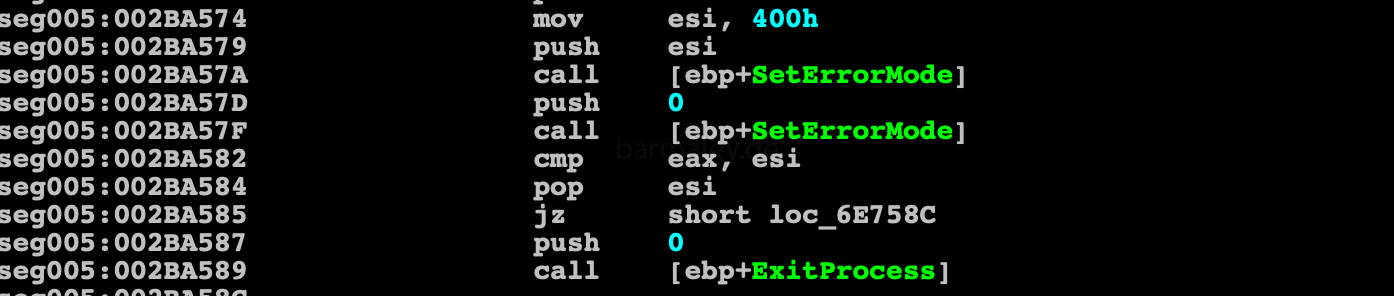 seg005:002BA574 mov esi, 400h
seg005:002BA579 push esi
seg005:002BA57A call [ebp+SetErrorMode]
seg005:002BA57D push 0
seg005:002BA57F call [ebp+SetErrorMode]
seg005:002BA582 cmp eax, esi
seg005:002BA584 pop esi
seg005:002BA585 jz short loc_6E758C
seg005:002BA587 push 0
seg005:002BA589 call [ebp+ExitProcess]